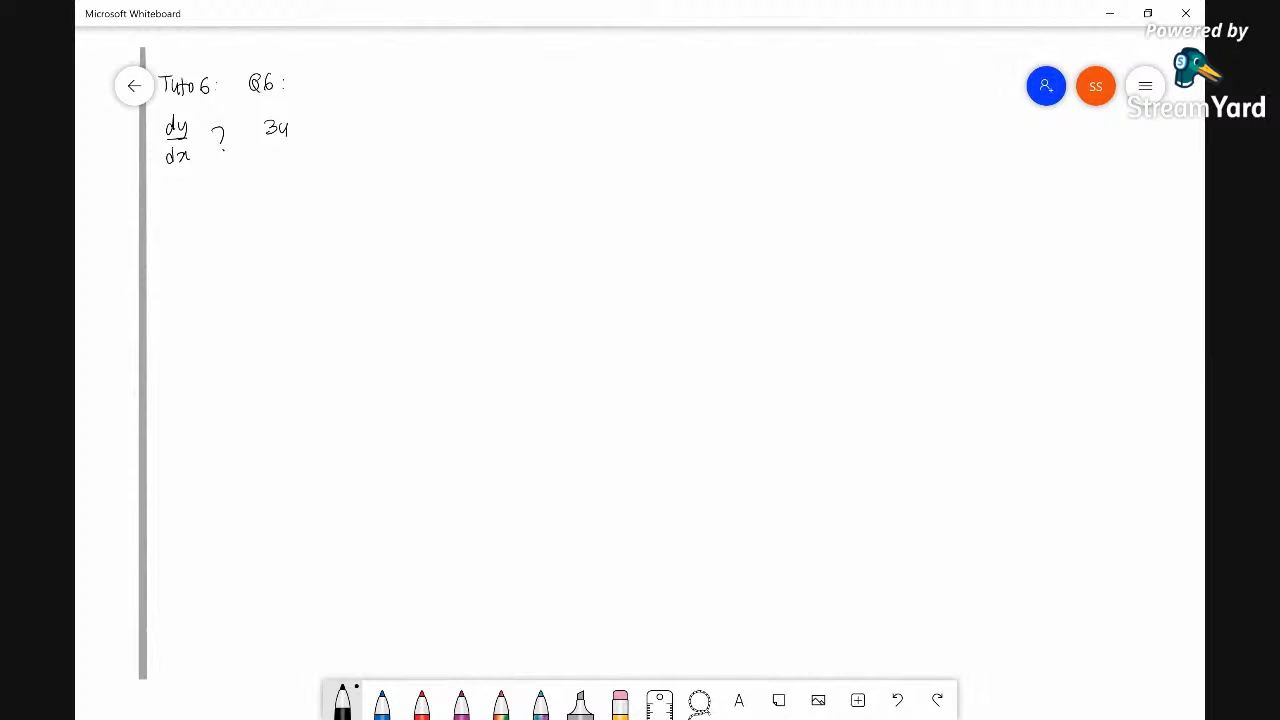 Microsoft Whiteboard
Powered by
StreamYard
SS
Tuto 6: Q6:
dy/dx ? 3y
A